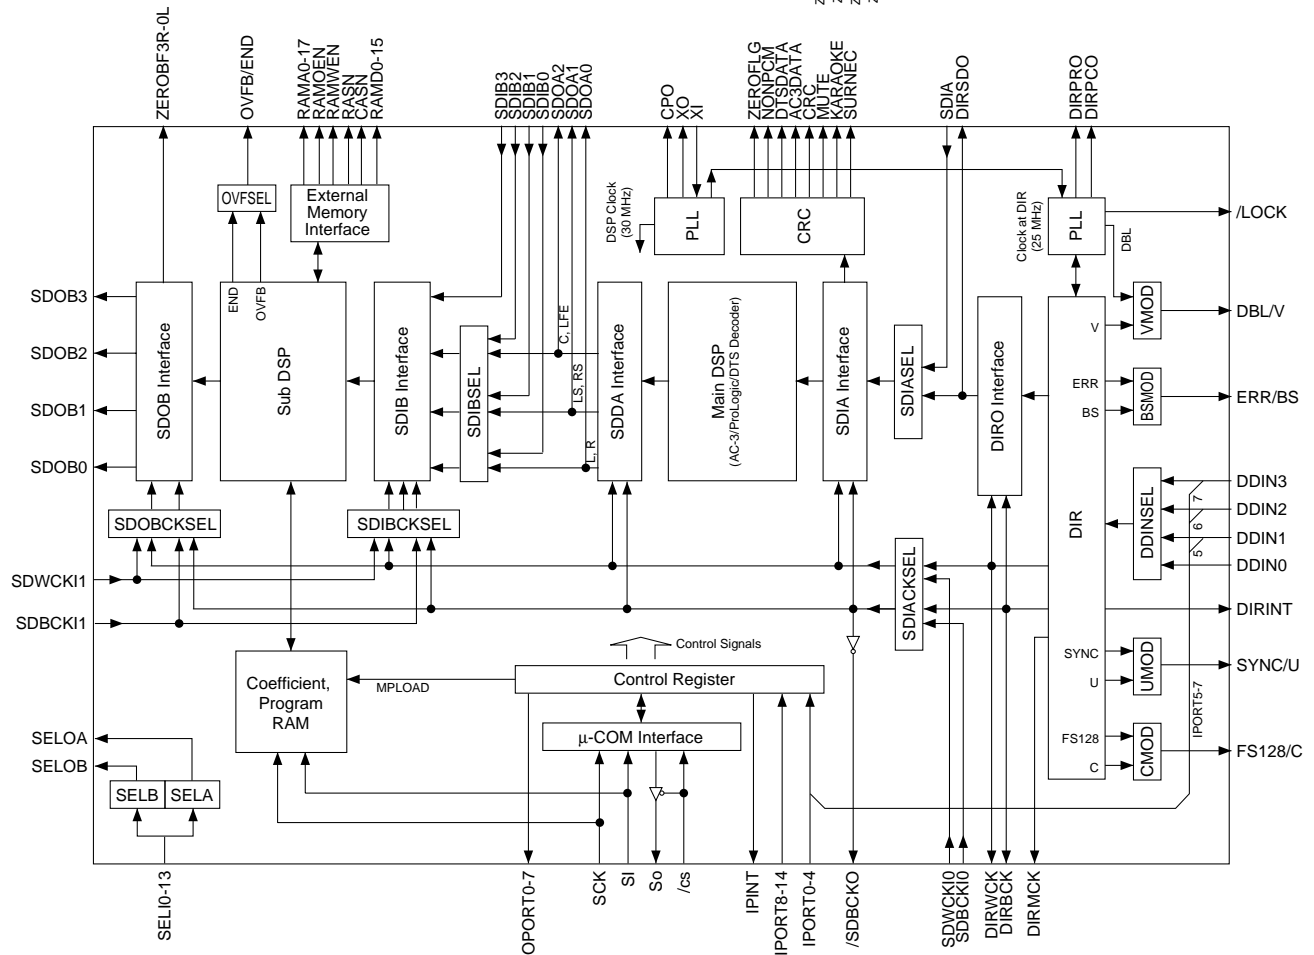 Z
Z
Z
Z
ZEROBF3R-0L
OVFB/END
RAMA0-17
RAMOEN
RAMWEN
RASN
CASN
RAMD0-15
SDIB3
SDIB2
SDIB1
SDIB0
SDOA2
SDOA1
SDOA0
CPO
XO
XI
ZEROFLG
NONPCM
DTSDATA
AC3DATA
CRC
MUTE
KARAOKE
SURNEC
SDIA
DIRSDO
DIRPRO
DIRPCO
OVFSEL
External
Memory
Interface
DSP Clock
(30 MHz)
PLL
CRC
Clock at DIR
(25 MHz)
PLL
DBL
/LOCK
SDOB3
SDOB2
SDOB1
SDOB0
SDOB Interface
END
OVFB
Sub DSP
SDIB Interface
SDIBSEL
C, LFE
LS, RS
L, R
SDDA Interface
Main DSP
(AC-3/ProLogic/DTS Decoder)
SDIA Interface
SDIASEL
DIRO Interface
DIR
V
VMOD
DBL/V
ERR
BS
BSMOD
ERR/BS
DDINSEL
7
6
5
DDIN3
DDIN2
DDIN1
DDIN0
SDOBCKSEL
SDIBCKSEL
SDIACKSEL
SDWCKI1
SDBCKI1
DIRINT
Control Signals
Coefficient,
Program
RAM
MPLOAD
Control Register
μ-COM Interface
SYNC
U
UMOD
SYNC/U
IPORT5-7
FS128
C
CMOD
FS128/C
SELOA
SELOB
SELB
SELA
SELI0-13
OPORT0-7
SCK
SI
So
/cs
IPINT
IPORT8-14
IPORT0-4
/SDBCKO
SDWCKI0
SDBCKI0
DIRWCK
DIRBCK
DIRMCK